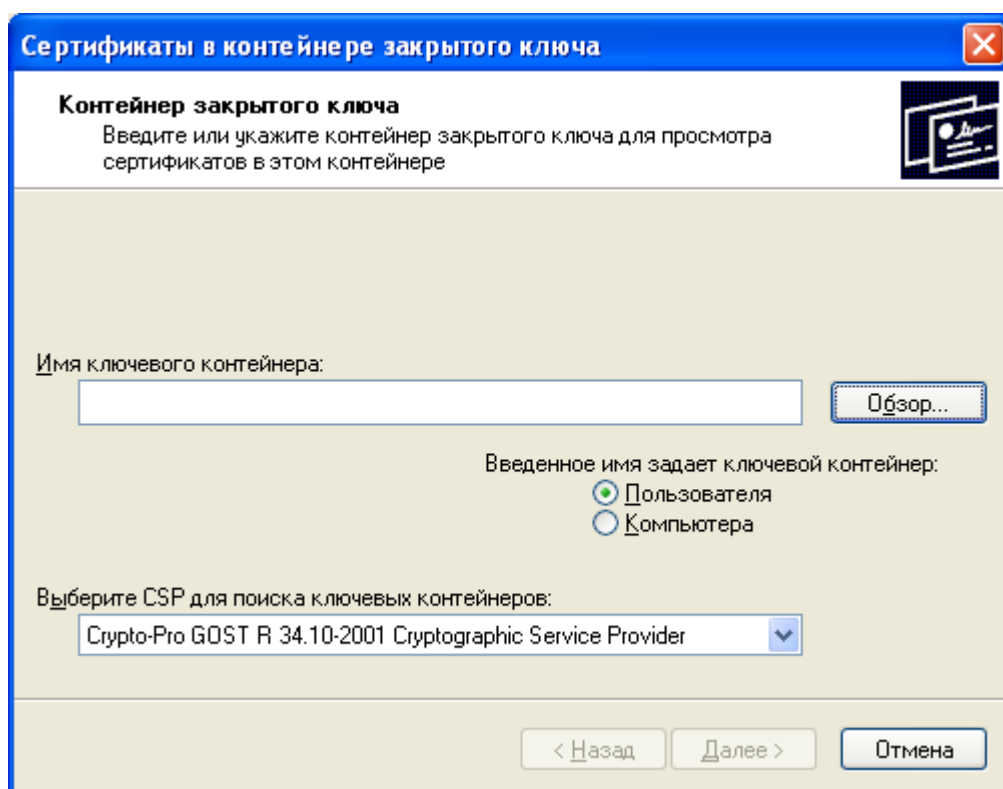 Сертификаты в контейнере закрытого ключа
Контейнер закрытого ключа
Введите или укажите контейнер закрытого ключа для просмотра
сертификатов в этом контейнере
Имя ключевого контейнера:
Обзор...
Введенное имя задает ключевой контейнер:
Пользователя
Компьютера
Выберите CSP для поиска ключевых контейнеров:
Crypto-Pro GOST R 34.10-2001 Cryptographic Service Provider
< Назад Далее > Отмена